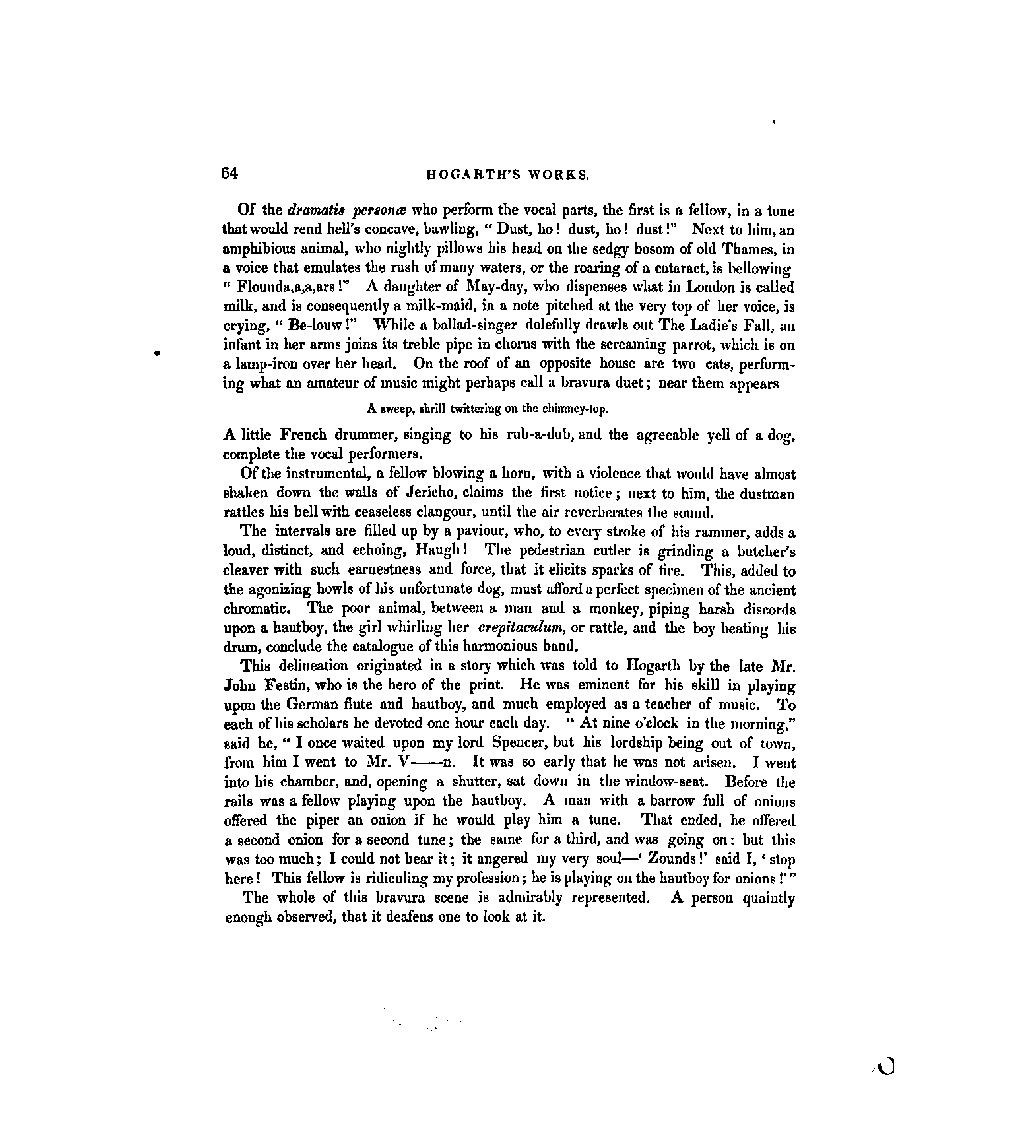 64 HOGARTH'S WORKS.
Of the dramatis personæ who perform the vocal parts, the first is a fellow, in a tone
that would rend hell's concave, bawling, " Dust, ho! dust, ho! dust!" Next to him, an
amphibious animal, who nightly pillows his head on the sedgy bosom of old Thames, in
a voice that emulates the rush of many waters, or the roaring of a cataract, is bellowing
" Flounda,a,a,ars!" A daughter of May-day, who dispenses what in London is called
milk, and is consequently a milk-maid, in a note pitched at the very top of her voice, is
crying, " Be-louw!" While a ballad-singer dolefully drawls out The Ladie's Fall, an
infant in her arms joins its treble pipe in chorus with the screaming parrot, which is on
a lamp-iron over her head. On the roof of an opposite house are two cats, perform-
ing what an amateur of music might perhaps call a bravura duet; near them appears
A sweep, shrill twittering on the chimney-top.
A little French drummer, singing to his rub-a-dub, and the agreeable yell of a dog,
complete the vocal performers.
Of the instrumental, a fellow blowing a horn, with a violence that would have almost
shaken down the walls of Jericho, claims the first notice; next to him, the dustman
rattles his bell with ceaseless clangour, until the air reverberates the sound.
The intervals are filled up by a paviour, who, to every stroke of his rammer, adds a
loud, distinct, and echoing, Haugh! The pedestrian cutler is grinding a butcher's
cleaver with such earnestness and force, that it elicits sparks of fire. This, added to
the agonizing howls of his unfortunate dog, must afford a perfect specimen of the ancient
chromatic. The poor animal, between a man and a monkey, piping harsh discords
upon a hautboy, the girl whirling her crepitaculum, or rattle, and the boy beating his
drum, conclude the catalogue of this harmonious band.
This delineation originated in a story which was told to Hogarth by the late Mr.
John Festin, who is the hero of the print. He was eminent for his skill in playing
upon the German flute and hautboy, and much employed as a teacher of music. To
each of his scholars he devoted one hour each day. " At nine o'clock in the morning,"
said he, " I once waited upon my lord Spencer, but his lordship being out of town,
from him I went to Mr. V——n. It was so early that he was not arisen. I went
into his chamber, and, opening a shutter, sat down in the window-seat. Before the
rails was a fellow playing upon the hautboy. A man with a barrow full of onions
offered the piper an onion if he would play him a tune. That ended, he offered
a second onion for a second tune; the same for a third, and was going on: but this
was too much; I could not bear it; it angered my very soul—' Zounds!' said I, ' stop
here! This fellow is ridiculing my profession; he is playing on the hautboy for onions!' "
The whole of this bravura scene is admirably represented. A person quaintly
enough observed, that it deafens one to look at it.